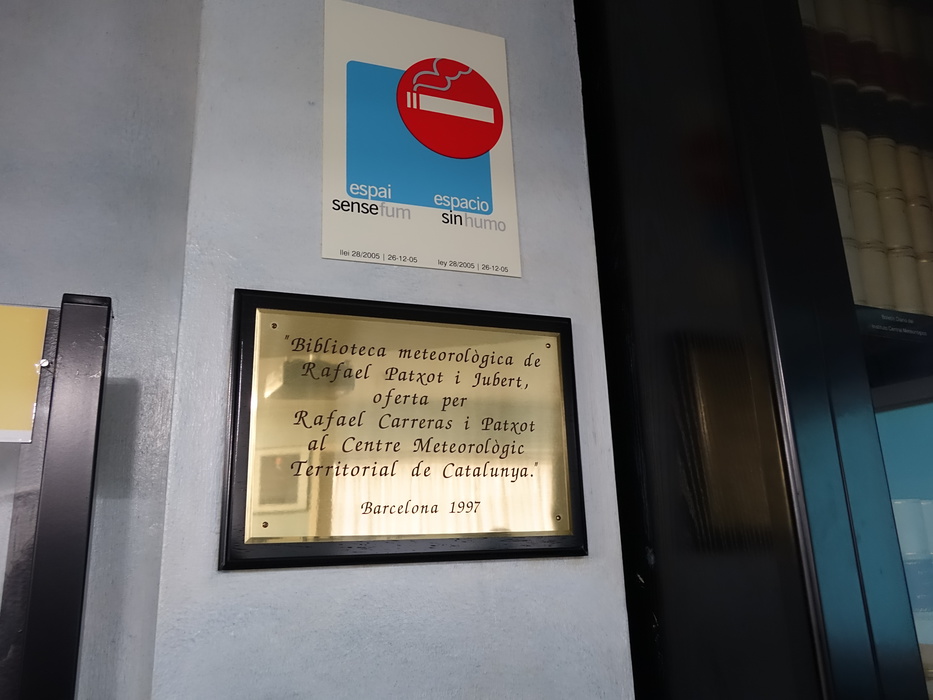 espai
sensefum
espacio
sinhumo
llei 28/2005 | 26-12-05
ley 28/2005 | 26-12-05
"Biblioteca meteorològica de
Rafael Patxot i Jubert,
oferta per
Rafael Carreras i Patxot
al Centre Meteorològic
Territorial de Catalunya."
Barcelona 1997